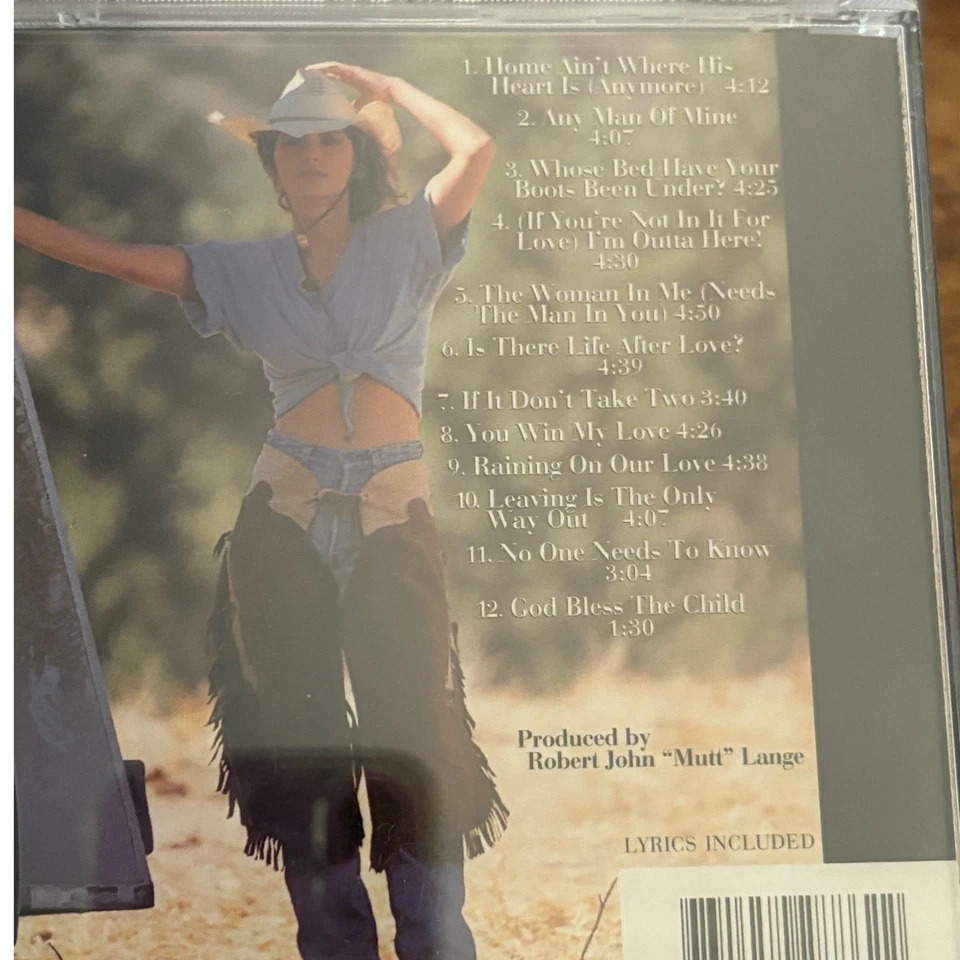 1. Home Ain't Where His
Heart Is (Anymore) 4:12
2. Any Man Of Mine
4:07
3. Whose Bed Have Your
Boots Been Under? 4:25
4. (If You're Not In It For
Love) I'm Outta Here!
4:30
5. The Woman In Me (Needs
The Man In You) 4:50
6. Is There Life After Love?
4:39
7. If It Don't Take Two 3:40
8. You Win My Love 4:26
9. Raining On Our Love 4:38
10. Leaving Is The Only
Way Out 4:07
11. No One Needs To Know
3:04
12. God Bless The Child
1:30
Produced by
Robert John “Mutt” Lange
LYRICS INCLUDED